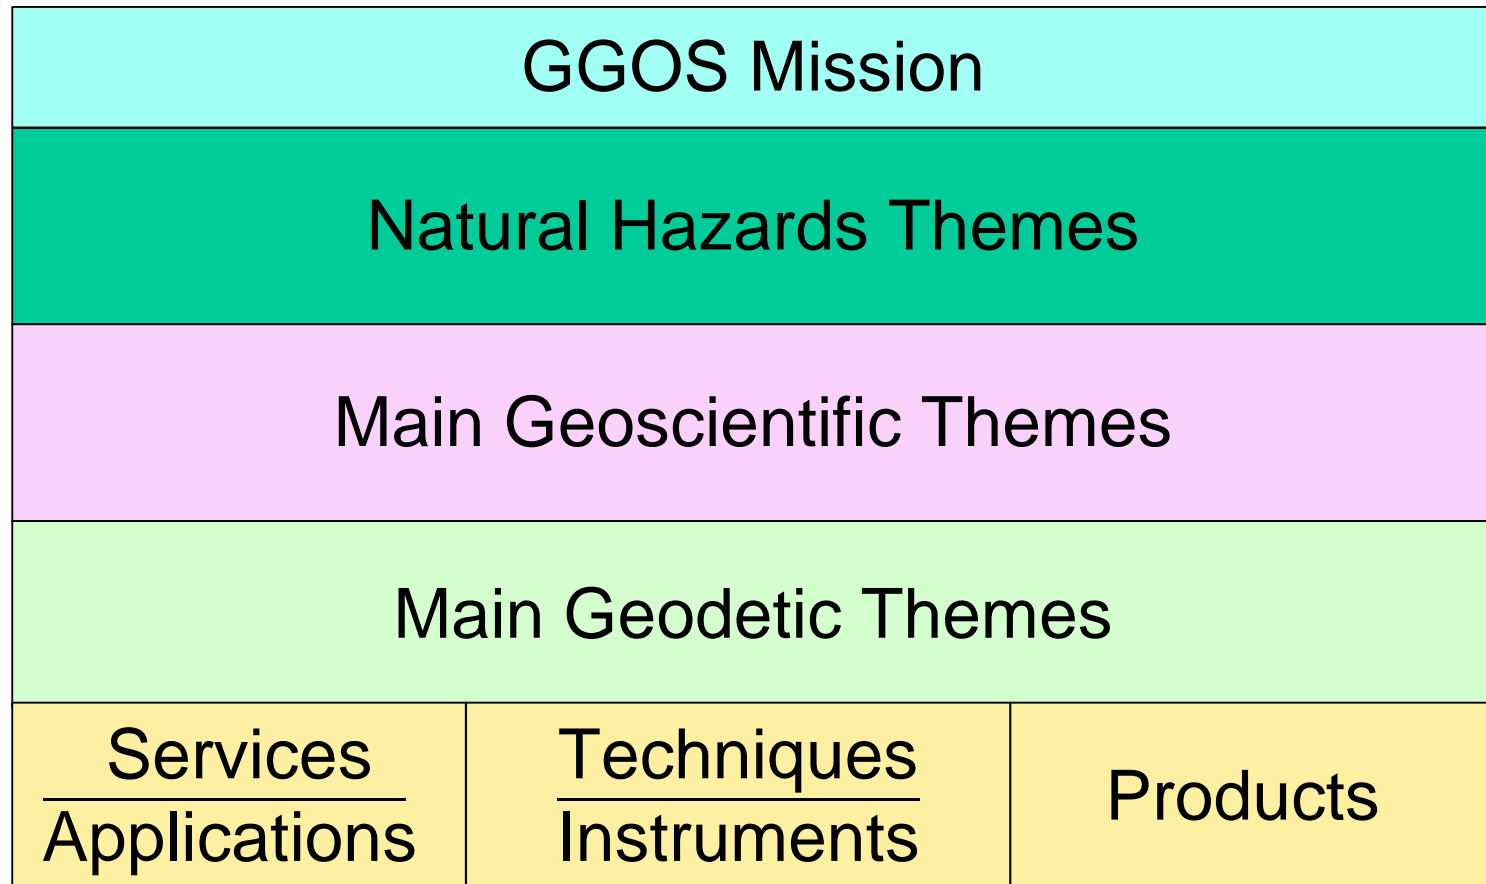 GGOS Mission
Natural Hazards Themes
Main Geoscientific Themes
Main Geodetic Themes
Services
Applications
Techniques
Instruments
Products